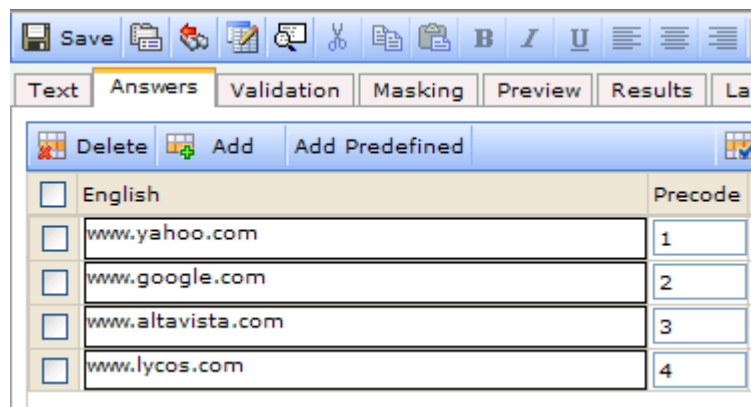 Save B I U
Text Answers Validation Masking Preview Results La
Delete Add Add Predefined
English Precode
www.yahoo.com 1
www.google.com 2
www.altavista.com 3
www.lycos.com 4